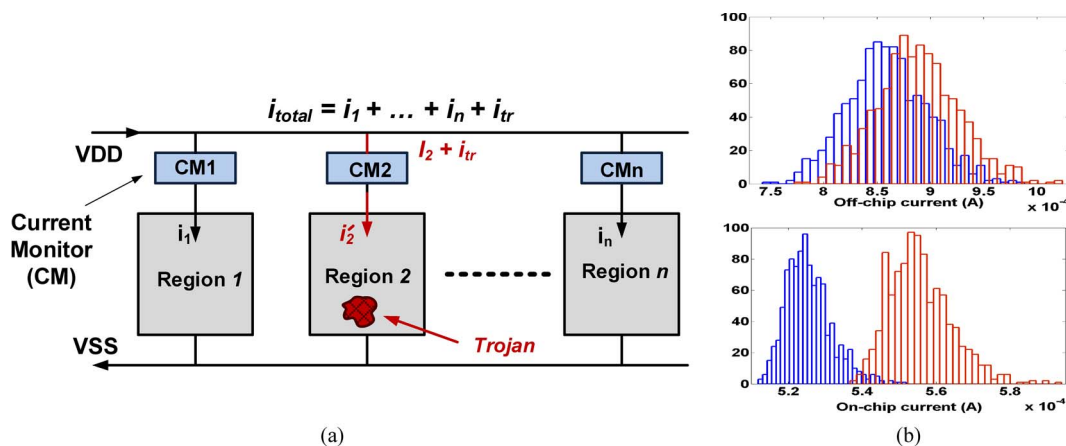 i_total = i_1 + ... + i_n + i_tr
VDD
I_2 + i_tr
CM1
CM2
CMn
Current
Monitor
(CM)
i_1
i'_2
i_n
Region 1
Region 2
Region n
Trojan
VSS
(a)
100
80
60
40
20
0
7.5
8
8.5
9
9.5
10
Off-chip current (A)
x 10^-4
100
80
60
40
20
0
5.2
5.4
5.6
5.8
On-chip current (A)
x 10^-4
(b)